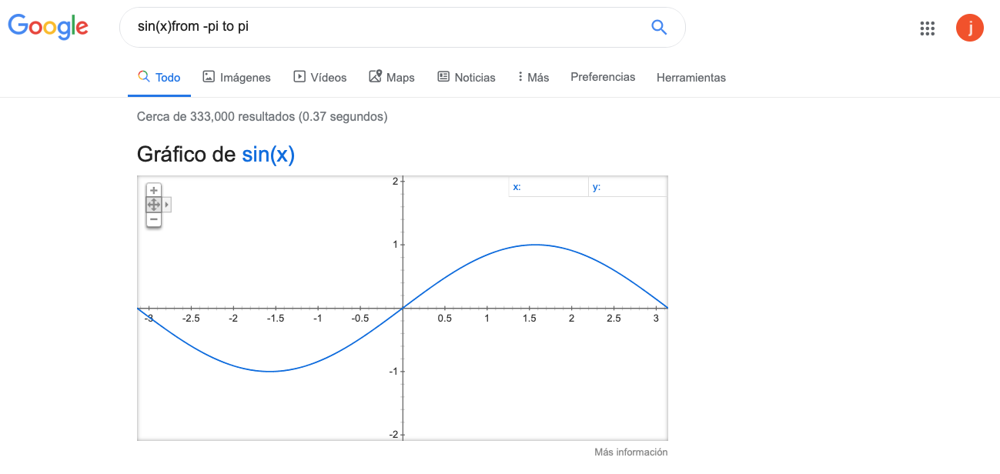 Google sin(x)from -pi to pi j
Todo Imágenes Vídeos Maps Noticias Más Preferencias Herramientas
Cerca de 333,000 resultados (0.37 segundos)
Gráfico de sin(x)
2 x: y:
1
-3 -2.5 -2 -1.5 -1 -0.5 0.5 1 1.5 2 2.5 3
-1
-2
Más información